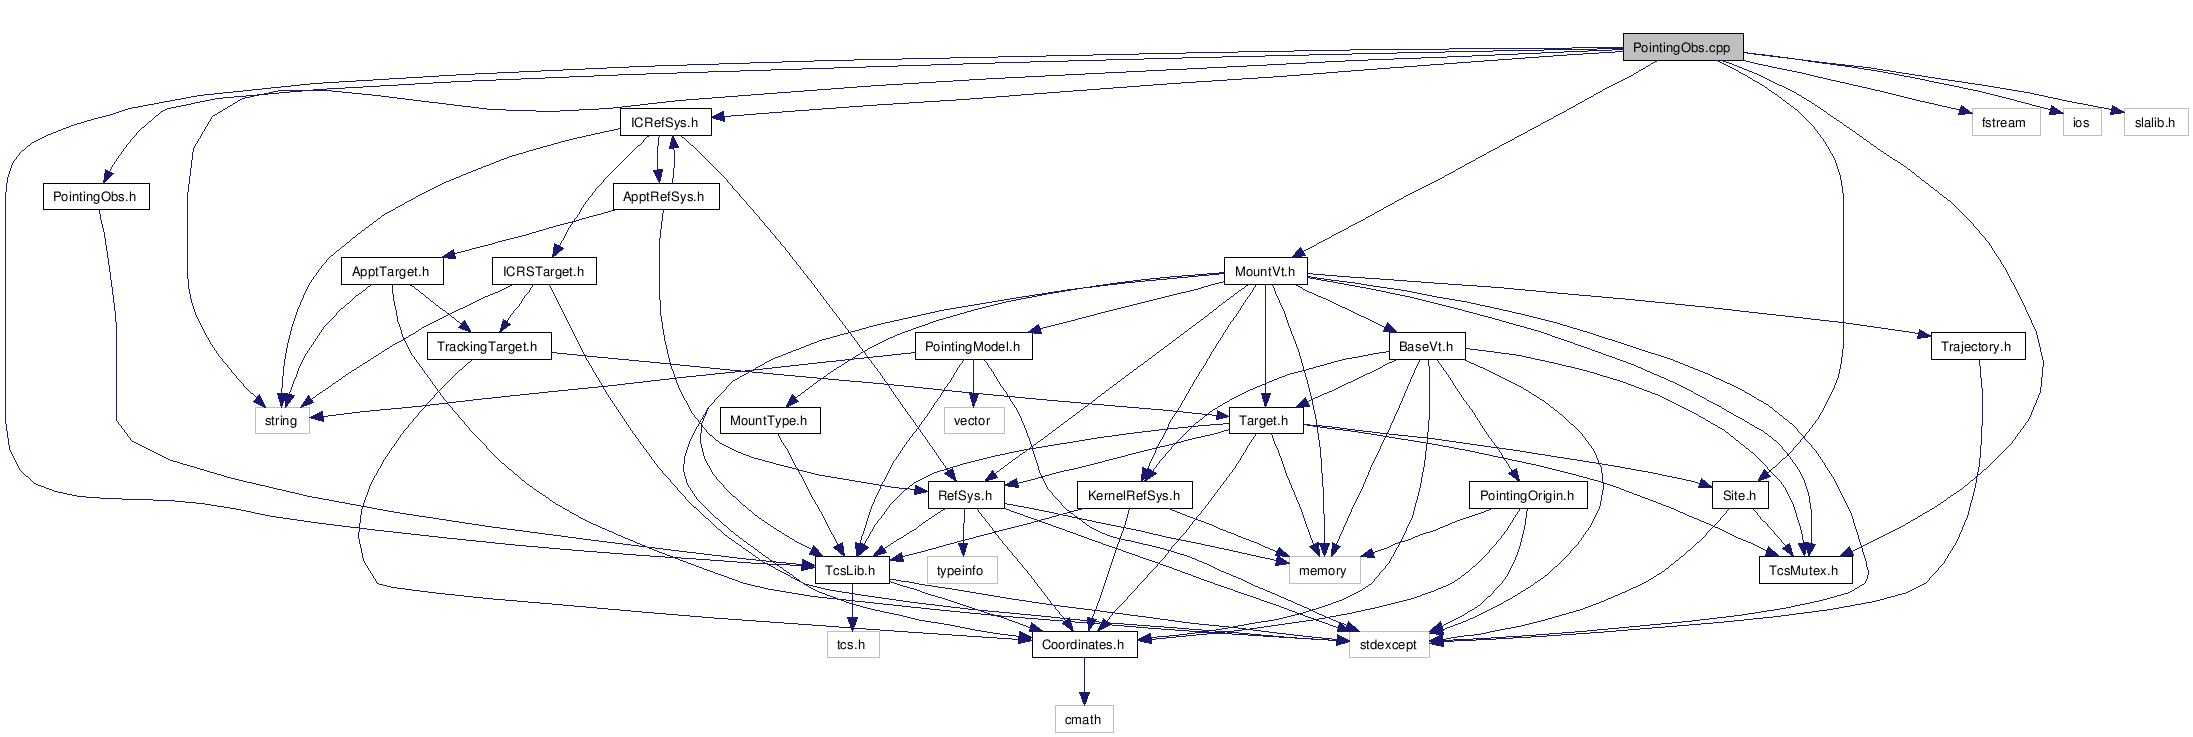 PointingObs.cpp
ICRefSys.h
fstream
ios
slalib.h
PointingObs.h
ApptRefSys.h
ApptTarget.h
ICRSTarget.h
MountVt.h
TrackingTarget.h
PointingModel.h
BaseVt.h
Trajectory.h
string
MountType.h
vector
Target.h
RefSys.h
KernelRefSys.h
PointingOrigin.h
Site.h
TcsLib.h
typeinfo
memory
TcsMutex.h
tcs.h
Coordinates.h
stdexcept
cmath